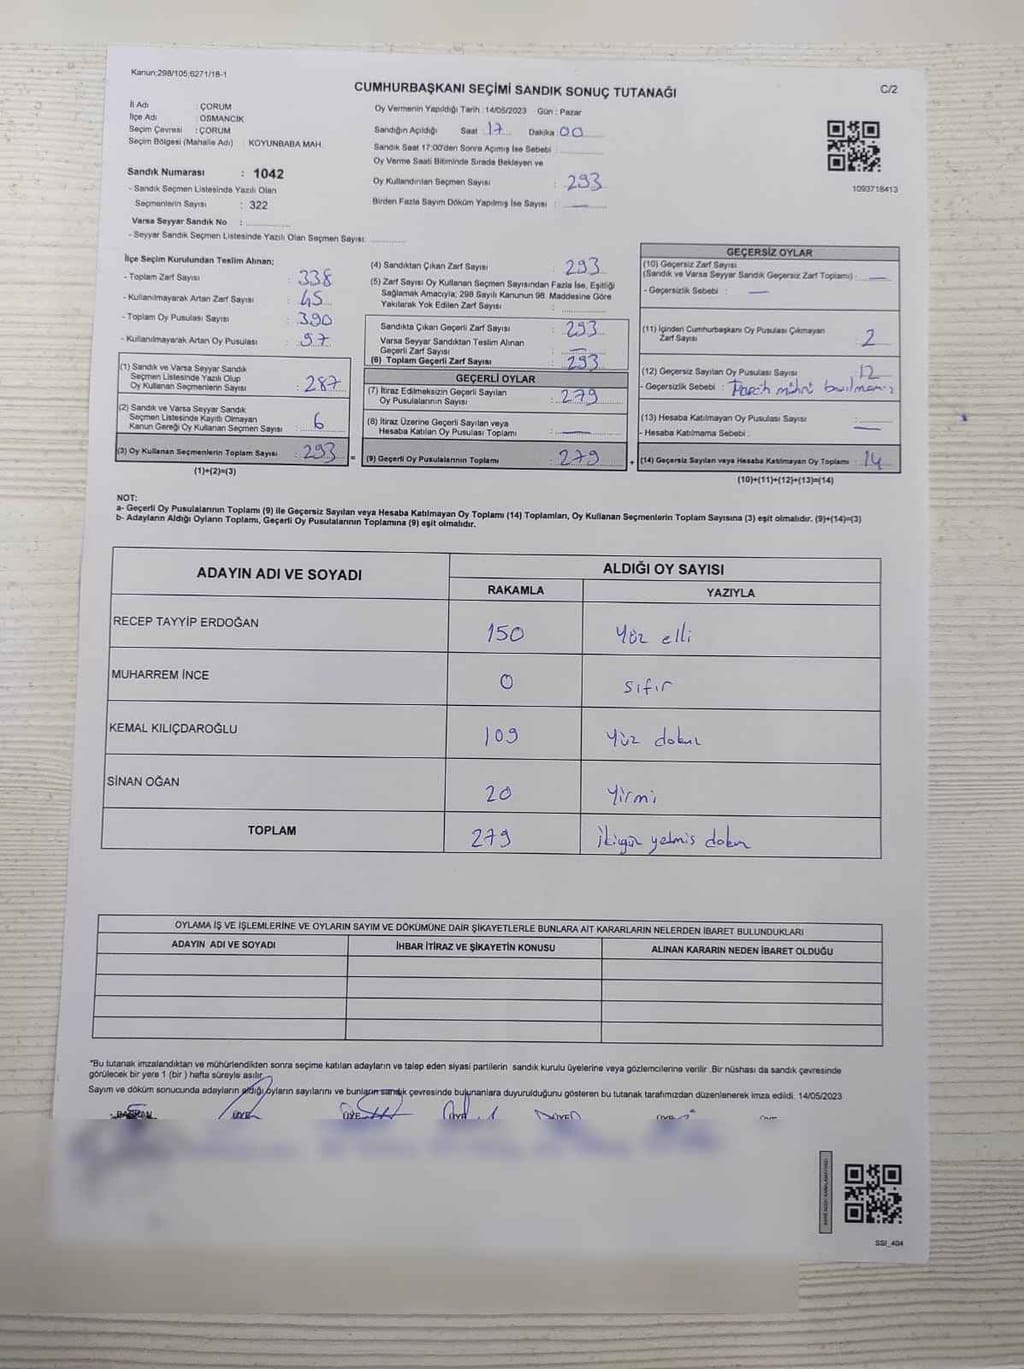 Kanun:298/105;6271/18-1
CUMHURBAŞKANI SEÇİMİ SANDIK SONUÇ TUTANAĞI
C/2
İl Adı : ÇORUM
İlçe Adı : OSMANCIK
Seçim Çevresi : ÇORUM
Seçim Bölgesi (Mahalle Adı) : KOYUNBABA MAH.
Sandık Numarası : 1042
- Sandık Seçmen Listesinde Yazılı Olan
Seçmenlerin Sayısı : 322
Varsa Seyyar Sandık No :
- Seyyar Sandık Seçmen Listesinde Yazılı Olan Seçmen Sayısı:
Oy Vermenin Yapıldığı Tarih :14/05/2023 Gün : Pazar
Sandığın Açıldığı Saat 17 Dakika 00
Sandık Saat 17:00'den Sonra Açımış İse Sebebi
Oy Verme Saati Bitiminde Sırada Bekleyen ve
Oy Kullandırılan Seçmen Sayısı : 293
Birden Fazla Sayım Döküm Yapılmış İse Sayısı : —
1093718413
İlçe Seçim Kurulundan Teslim Alınan;
- Toplam Zarf Sayısı : 338
- Kullanılmayarak Artan Zarf Sayısı : 45
- Toplam Oy Pusulası Sayısı : 390
- Kullanılmayarak Artan Oy Pusulası : 97
(1) Sandık ve Varsa Seyyar Sandık
Seçmen Listesinde Yazılı Olup
Oy Kullanan Seçmenlerin Sayısı : 287
(2) Sandık ve Varsa Seyyar Sandık
Seçmen Listesinde Kayıtlı Olmayan
Kanun Gereği Oy Kullanan Seçmen Sayısı : 6
(3) Oy Kullanan Seçmenlerin Toplam Sayısı : 293
(1)+(2)=(3)
(4) Sandıktan Çıkan Zarf Sayısı : 293
(5) Zarf Sayısı Oy Kullanan Seçmen Sayısından Fazla İse, Eşitliği
Sağlamak Amacıyla; 298 Sayılı Kanunun 98. Maddesine Göre
Yakılarak Yok Edilen Zarf Sayısı :
Sandıkta Çıkan Geçerli Zarf Sayısı : 293
Varsa Seyyar Sandıktan Teslim Alınan
Geçerli Zarf Sayısı : —
(6) Toplam Geçerli Zarf Sayısı : 293
GEÇERLİ OYLAR
(7) İtiraz Edilmeksizin Geçerli Sayılan
Oy Pusulalarının Sayısı : 279
(8) İtiraz Üzerine Geçerli Sayılan veya
Hesaba Katılan Oy Pusulası Toplamı : —
= (9) Geçerli Oy Pusulalarının Toplamı : 279
GEÇERSİZ OYLAR
(10) Geçersiz Zarf Sayısı
(Sandık ve Varsa Seyyar Sandık Geçersiz Zarf Toplamı) : —
- Geçersizlik Sebebi : —
(11) İçinden Cumhurbaşkanı Oy Pusulası Çıkmayan
Zarf Sayısı 2
(12) Geçersiz Sayılan Oy Pusulası Sayısı : 12
- Geçersizlik Sebebi : Tercih mührü
(13) Hesaba Katılmayan Oy Pusulası Sayısı : —
- Hesaba Katılmama Sebebi : —
+ (14) Geçersiz Sayılan veya Hesaba Katılmayan Oy Toplamı : 14
(10)+(11)+(12)+(13)=(14)
NOT:
a- Geçerli Oy Pusulalarının Toplamı (9) ile Geçersiz Sayılan veya Hesaba Katılmayan Oy Toplamı (14) Toplamları, Oy Kullanan Seçmenlerin Toplam Sayısına (3) eşit olmalıdır. (9)+(14)=(3)
b- Adayların Aldığı Oyların Toplamı, Geçerli Oy Pusulalarının Toplamına (9) eşit olmalıdır.
ADAYIN ADI VE SOYADI
ALDIĞI OY SAYISI
RAKAMLA YAZIYLA
RECEP TAYYİP ERDOĞAN 150 Yüz elli
MUHARREM İNCE 0 sıfır
KEMAL KILIÇDAROĞLU 109 Yüz dokuz
SİNAN OĞAN 20 Yirmi
TOPLAM 279 İkiyüz yetmiş dokuz
OYLAMA İŞ VE İŞLEMLERİNE VE OYLARIN SAYIM VE DÖKÜMÜNE DAİR ŞİKAYETLERLE BUNLARA AİT KARARLARIN NELERDEN İBARET BULUNDUKLARI
ADAYIN ADI VE SOYADI İHBAR İTİRAZ VE ŞİKAYETİN KONUSU ALINAN KARARIN NEDEN İBARET OLDUĞU
*Bu tutanak imzalandıktan ve mühürlendikten sonra seçime katılan adayların ve talep eden siyasi partilerin sandık kurulu üyelerine veya gözlemcilerine verilir .Bir nüshası da sandık çevresinde
görülecek bir yere 1 (bir ) hafta süreyle asılır.
Sayım ve döküm sonucunda adayların aldığı oyların sayılarını ve bunların sandık çevresinde bulunanlara duyurulduğunu gösteren bu tutanak tarafımızdan düzenlenerek imza edildi. 14/05/2023
BAŞKAN ÜYE ÜYE
SSI_404